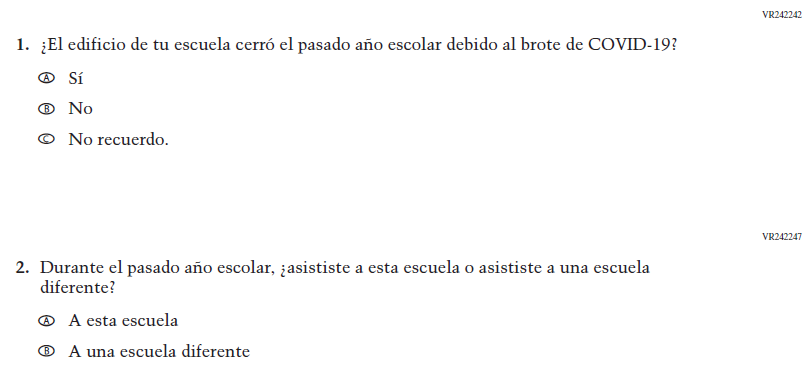 VR242242
1. ¿El edificio de tu escuela cerró el pasado año escolar debido al brote de COVID-19?
Ⓐ Sí
Ⓑ No
Ⓒ No recuerdo.
VR242247
2. Durante el pasado año escolar, ¿asististe a esta escuela o asististe a una escuela
diferente?
Ⓐ A esta escuela
Ⓑ A una escuela diferente